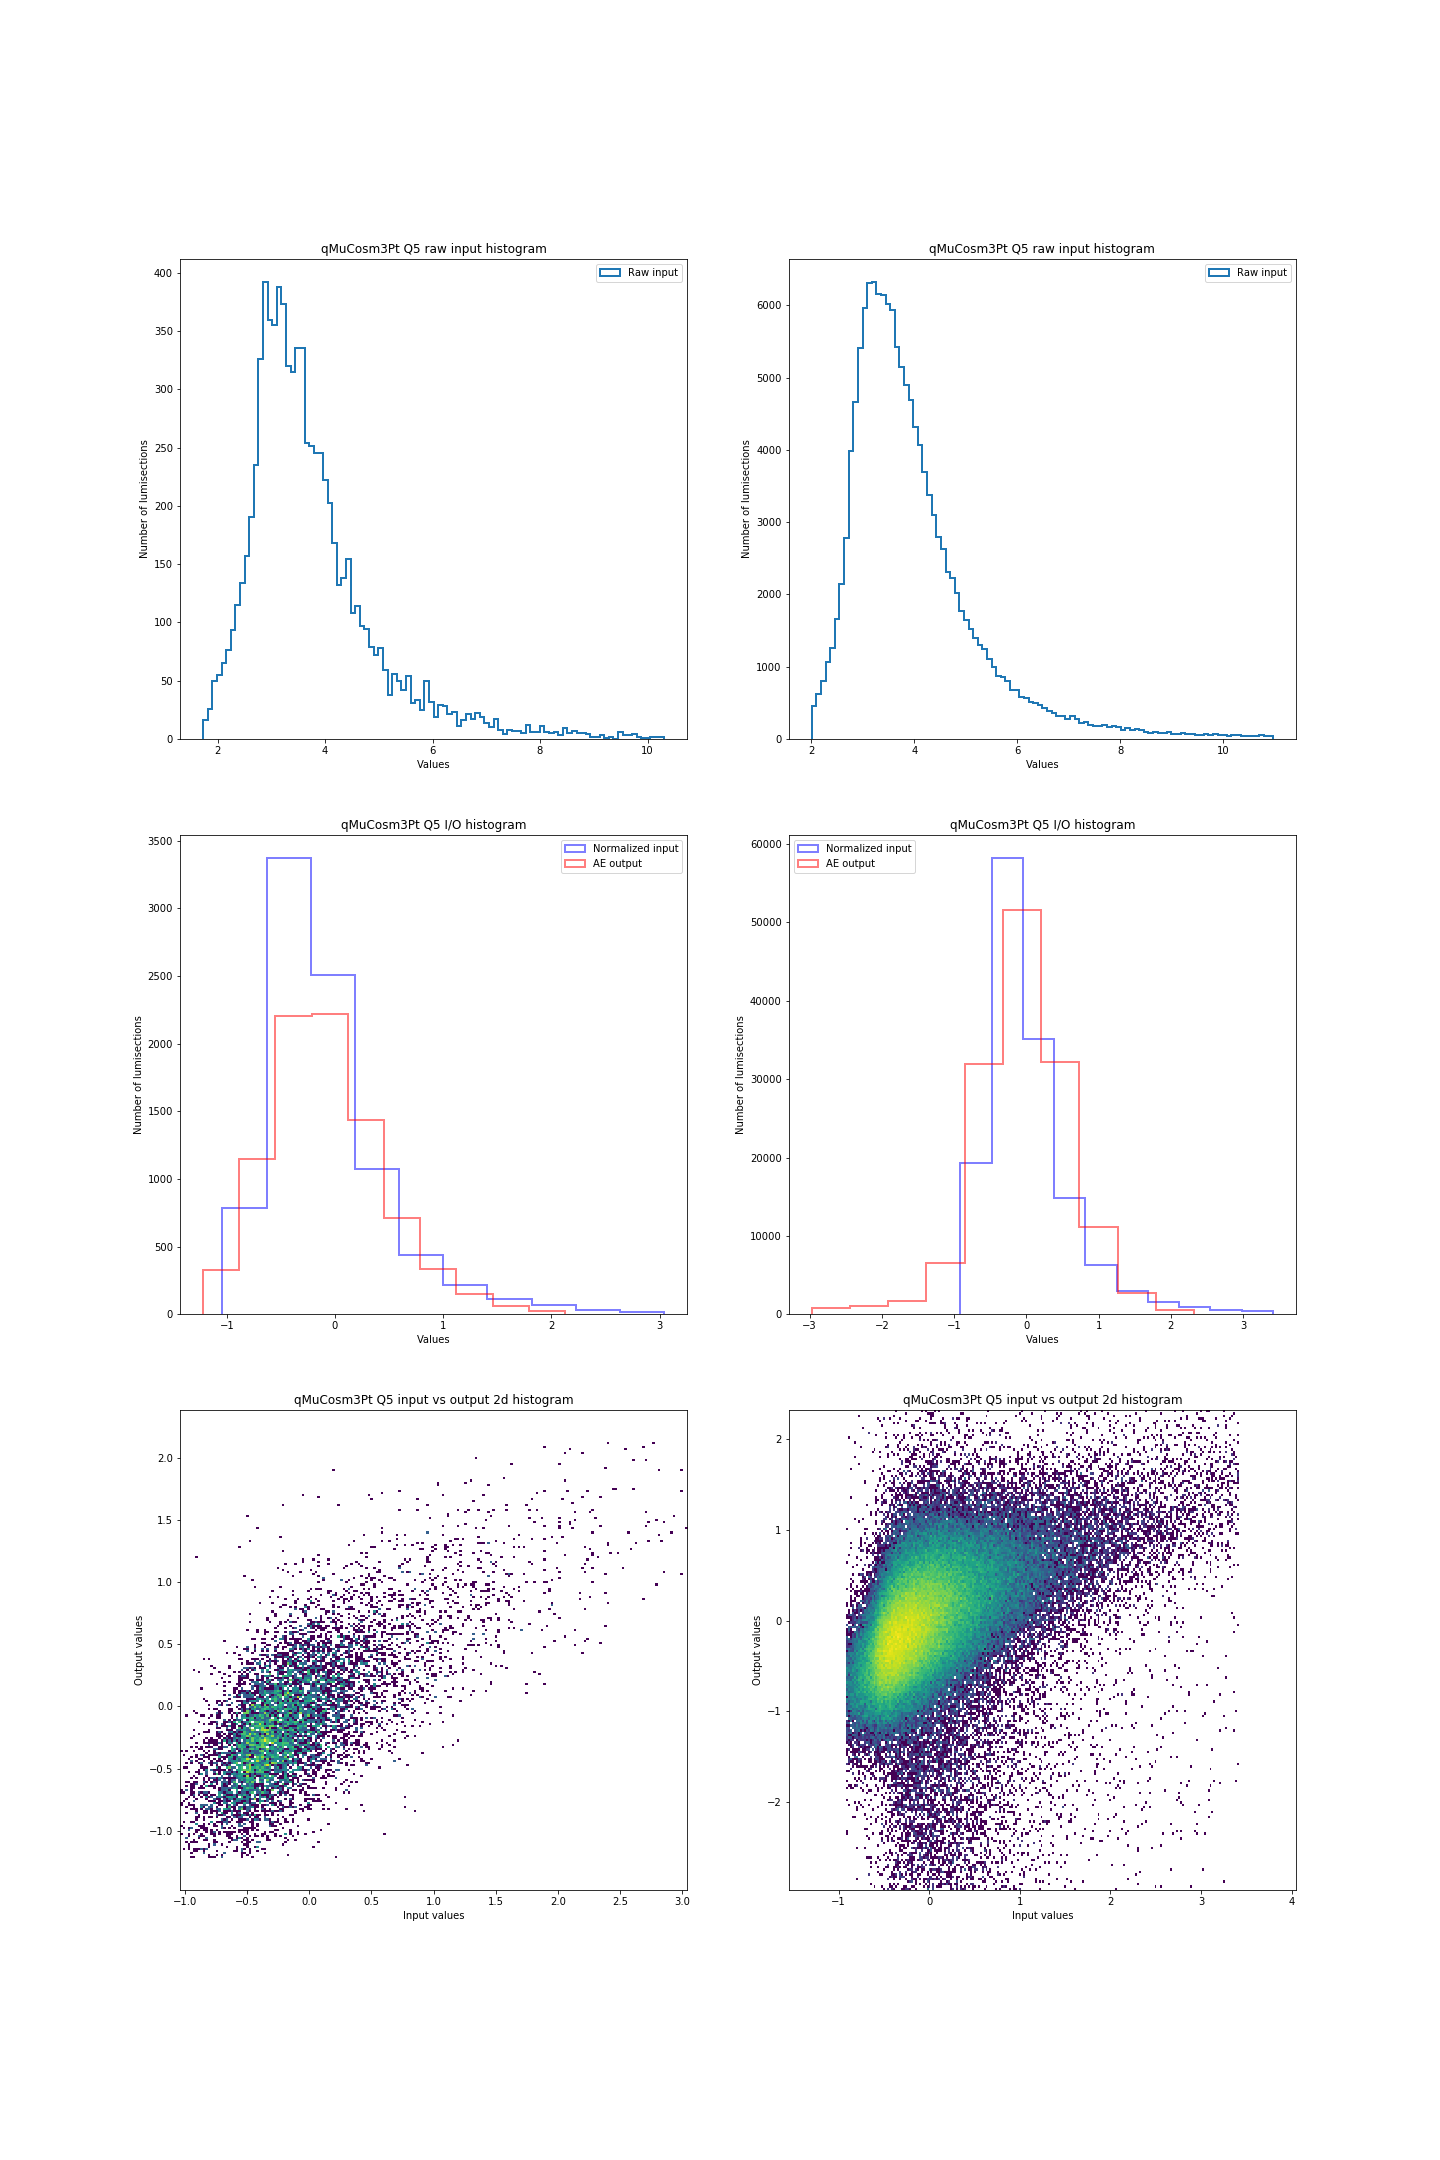 qMuCosm3Pt Q5 raw input histogram
Raw input
400
350
300
250
200
150
100
50
0
Number of lumisections
2 4 6 8 10
Values
qMuCosm3Pt Q5 raw input histogram
Raw input
6000
5000
4000
3000
2000
1000
0
Number of lumisections
2 4 6 8 10
Values
qMuCosm3Pt Q5 I/O histogram
Normalized input
AE output
3500
3000
2500
2000
1500
1000
500
0
Number of lumisections
−1 0 1 2 3
Values
qMuCosm3Pt Q5 I/O histogram
Normalized input
AE output
60000
50000
40000
30000
20000
10000
0
Number of lumisections
−3 −2 −1 0 1 2 3
Values
qMuCosm3Pt Q5 input vs output 2d histogram
2.0
1.5
1.0
0.5
0.0
−0.5
−1.0
Output values
−1.0 −0.5 0.0 0.5 1.0 1.5 2.0 2.5 3.0
Input values
qMuCosm3Pt Q5 input vs output 2d histogram
2
1
0
−1
−2
Output values
−1 0 1 2 3 4
Input values